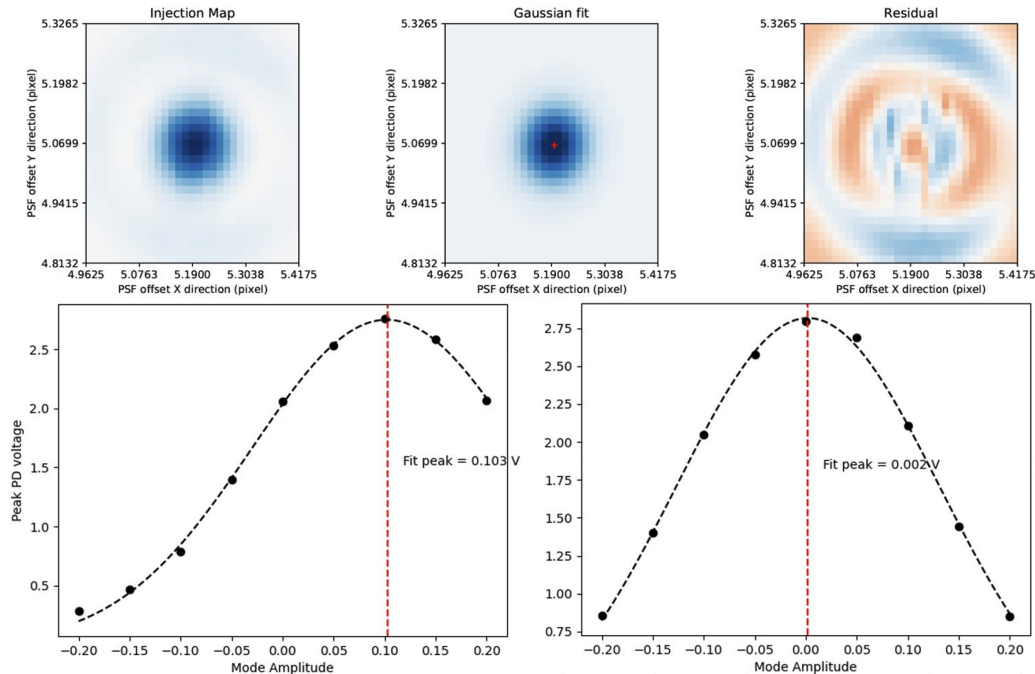 Injection Map
Gaussian fit
Residual
5.3265
5.1982
5.0699
4.9415
4.8132
PSF offset Y direction (pixel)
4.9625 5.0763 5.1900 5.3038 5.4175
PSF offset X direction (pixel)
5.3265
5.1982
5.0699
4.9415
4.8132
PSF offset Y direction (pixel)
4.9625 5.0763 5.1900 5.3038 5.4175
PSF offset X direction (pixel)
5.3265
5.1982
5.0699
4.9415
4.8132
PSF offset Y direction (pixel)
4.9625 5.0763 5.1900 5.3038 5.4175
PSF offset X direction (pixel)
2.5
2.0
1.5
1.0
0.5
Peak PD voltage
Fit peak = 0.103 V
−0.20 −0.15 −0.10 −0.05 0.00 0.05 0.10 0.15 0.20
Mode Amplitude
2.75
2.50
2.25
2.00
1.75
1.50
1.25
1.00
0.75
Fit peak = 0.002 V
−0.20 −0.15 −0.10 −0.05 0.00 0.05 0.10 0.15 0.20
Mode Amplitude